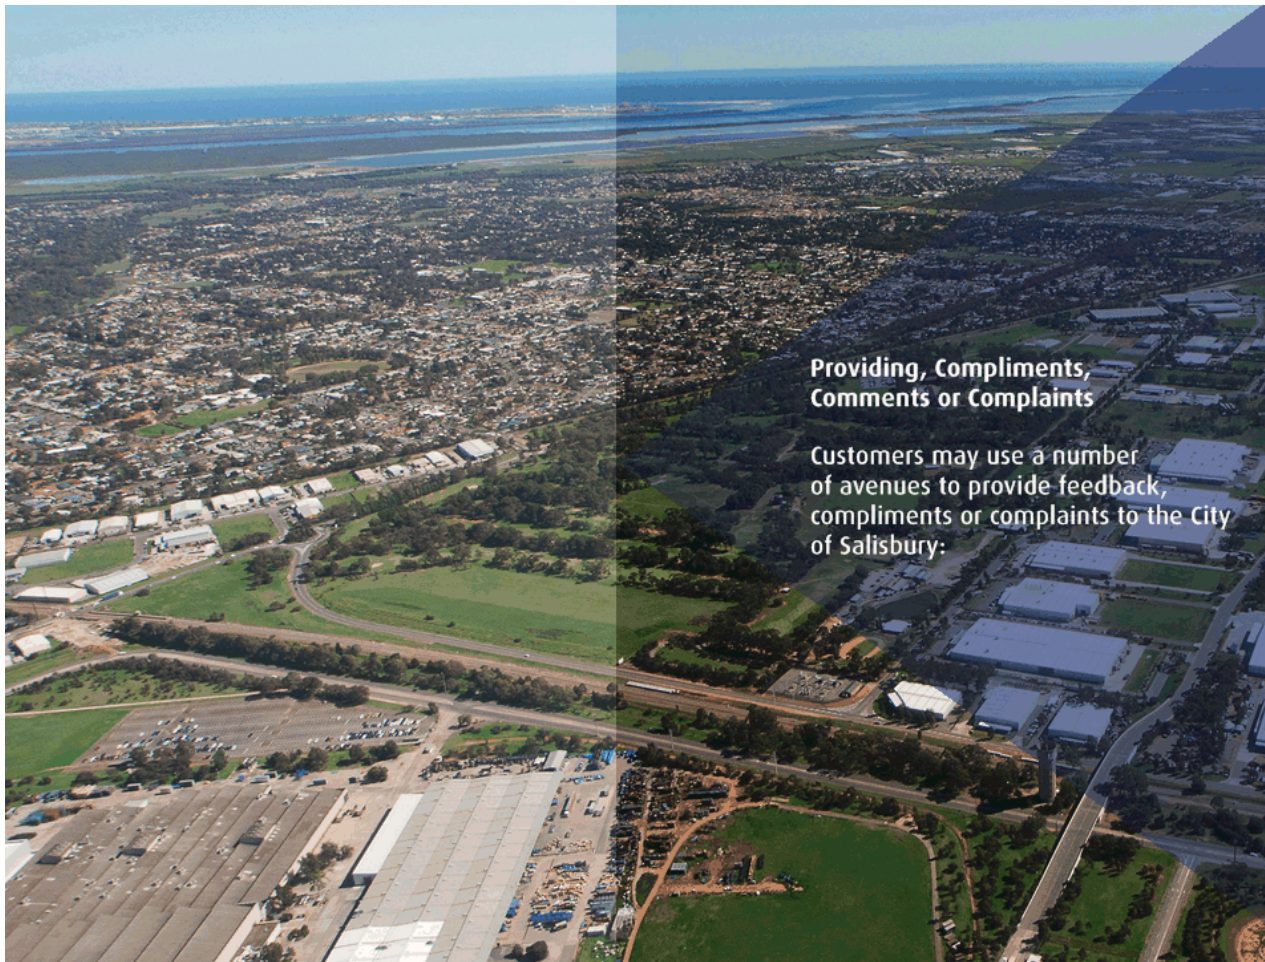 Providing, Compliments,
Comments or Complaints
Customers may use a number
of avenues to provide feedback,
compliments or complaints to the City
of Salisbury: